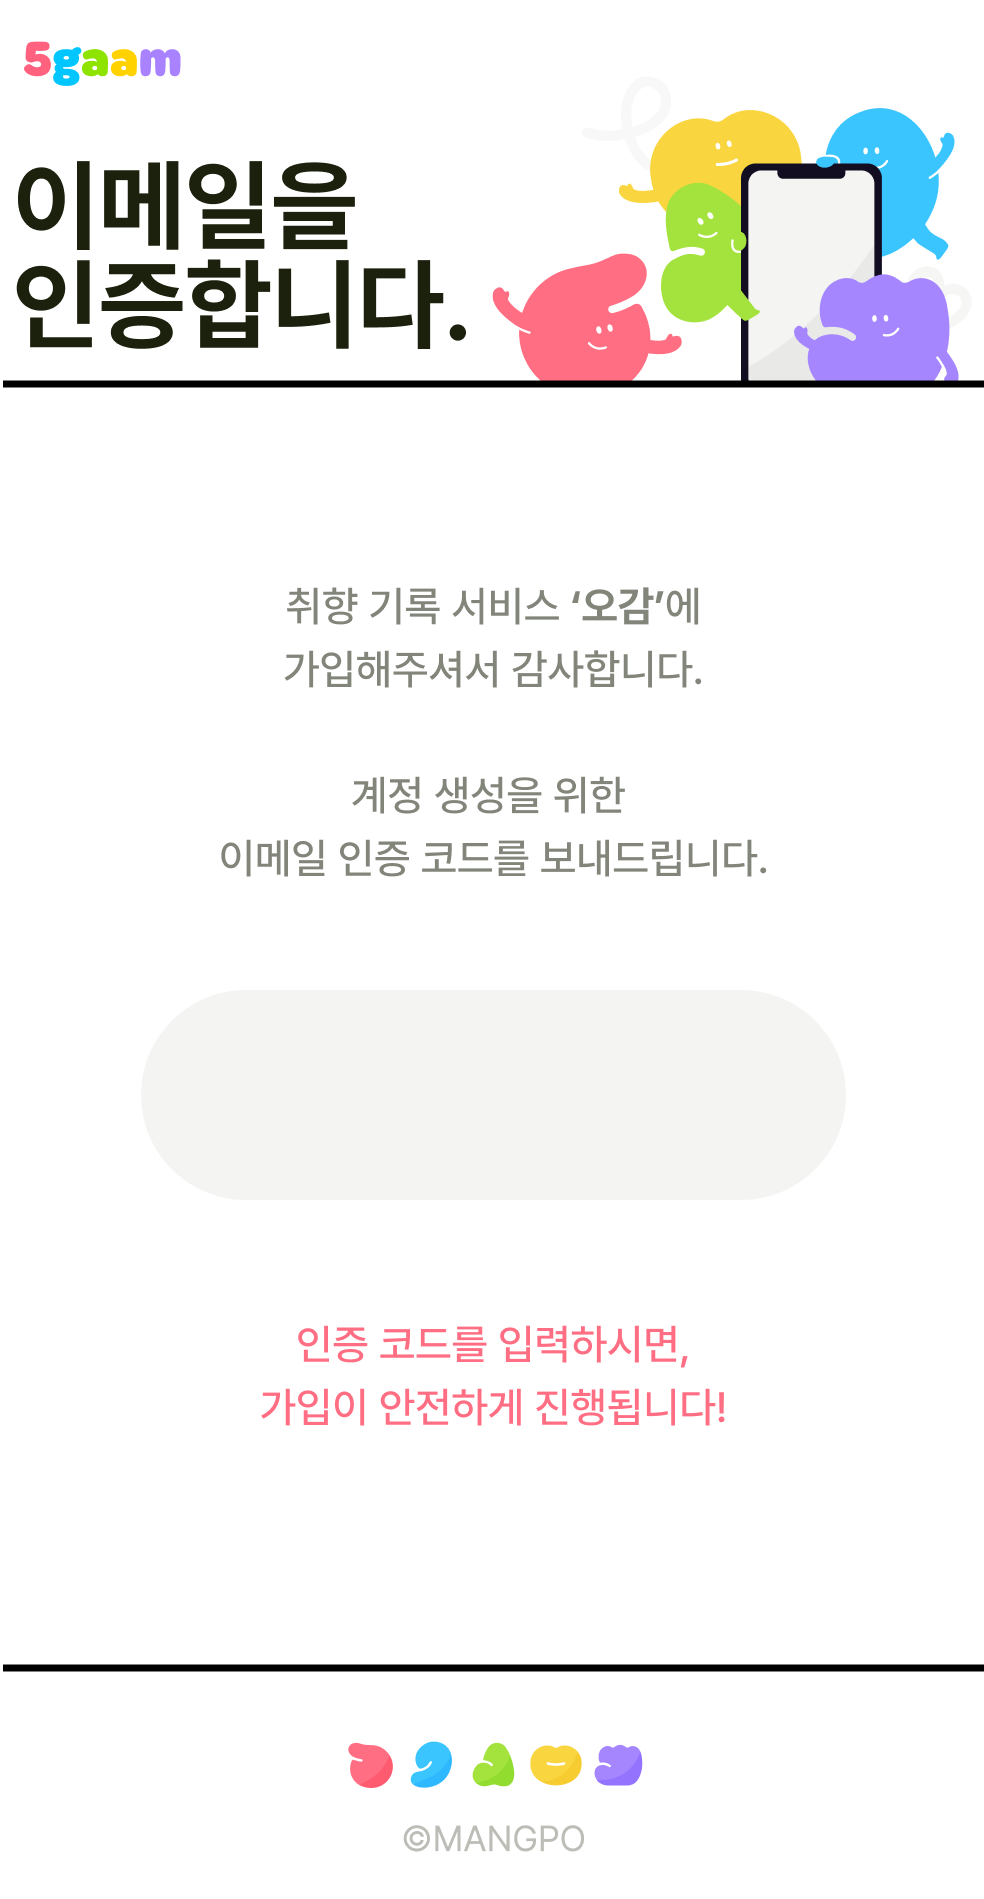 5gaam
이메일을
인증합니다.
취향 기록 서비스 ‘오감’에
가입해주셔서 감사합니다.
계정 생성을 위한
이메일 인증 코드를 보내드립니다.
인증 코드를 입력하시면,
가입이 안전하게 진행됩니다!
©MANGPO